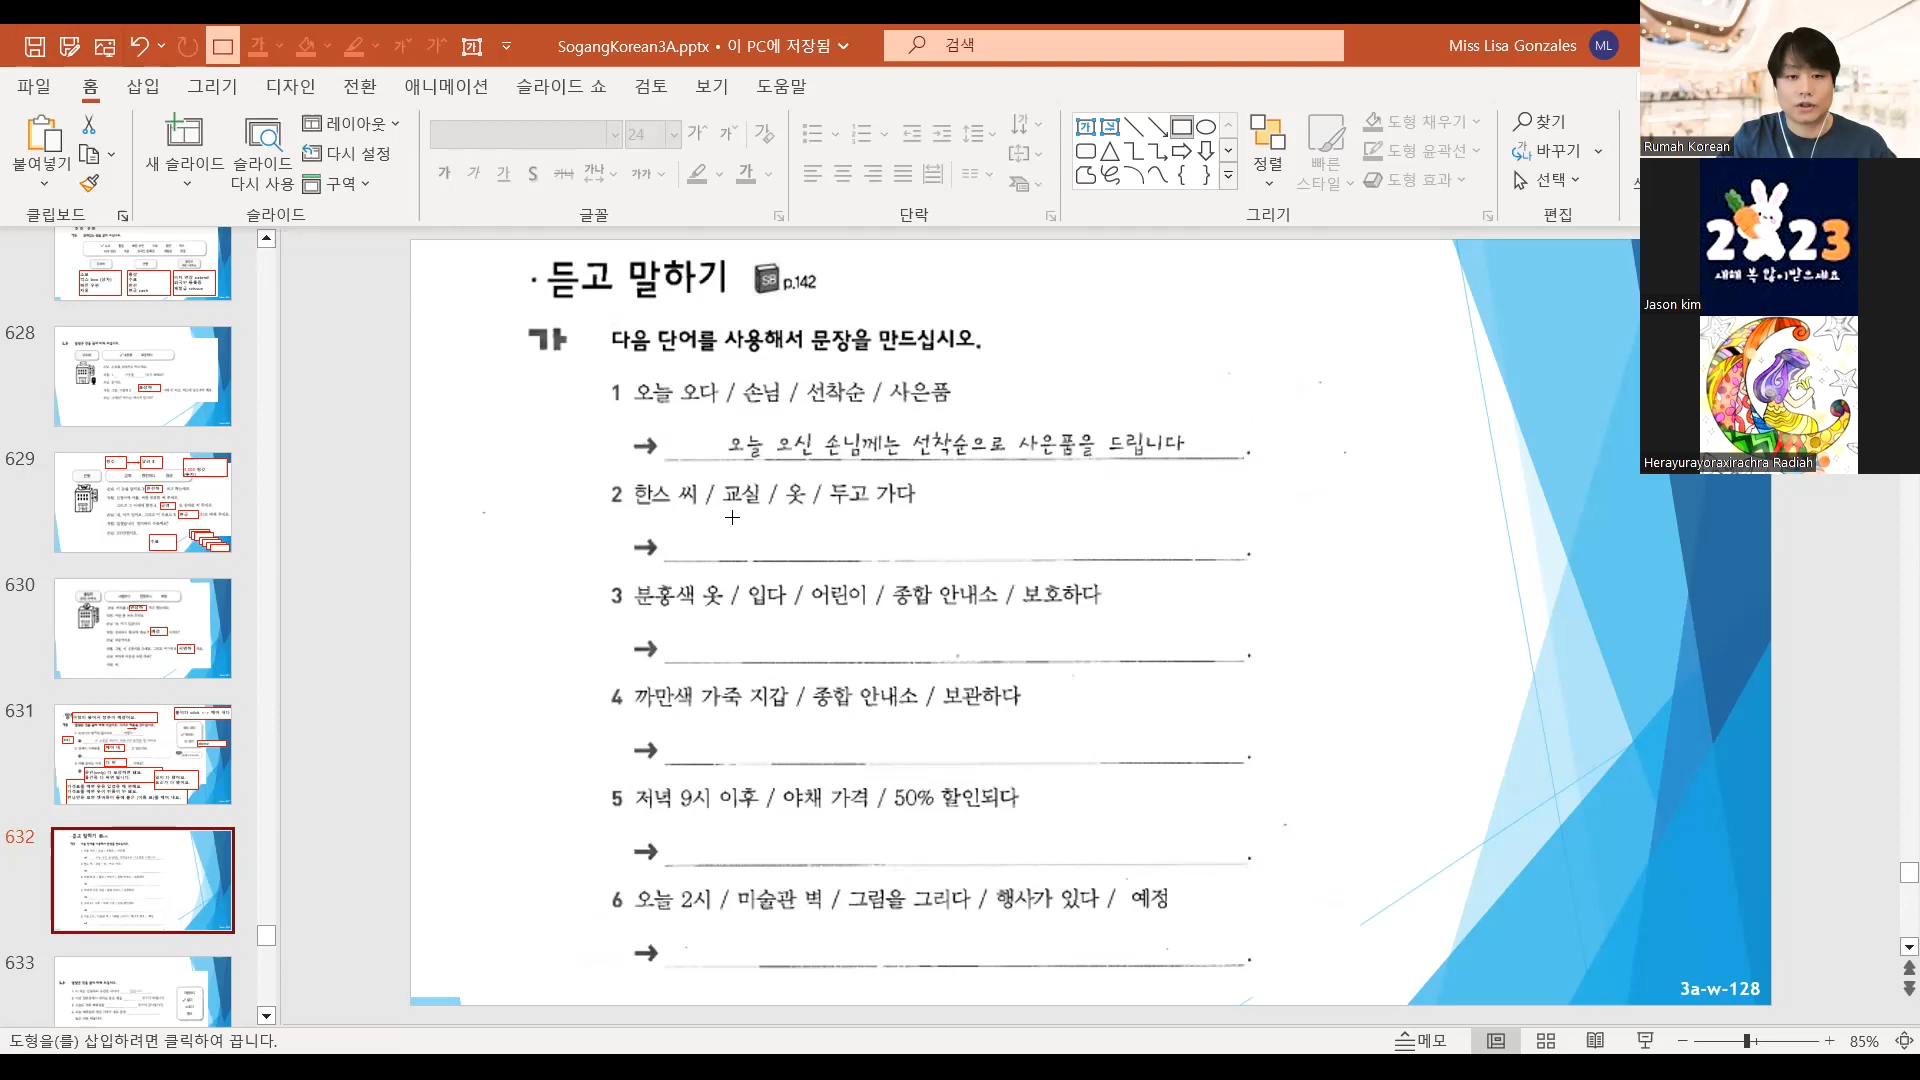 SogangKorean3A.pptx • 이 PC에 저장됨
검색
Miss Lisa Gonzales
ML
파일 홈 삽입 그리기 디자인 전환 애니메이션 슬라이드 쇼 검토 보기 도움말
붙여넣기
새 슬라이드
슬라이드 다시 사용
레이아웃
다시 설정
구역
24
정렬
빠른 스타일
도형 채우기
도형 윤곽선
도형 효과
찾기
바꾸기
선택
클립보드
슬라이드
글꼴
단락
그리기
편집
628
629
630
631
632
633
· 듣고 말하기 SB p.142
가 다음 단어를 사용해서 문장을 만드십시오.
1 오늘 오다 / 손님 / 선착순 / 사은품
➔ 오늘 오신 손님께는 선착순으로 사은품을 드립니다.
2 한스 씨 / 교실 / 옷 / 두고 가다
➔ .
3 분홍색 옷 / 입다 / 어린이 / 종합 안내소 / 보호하다
➔ .
4 까만색 가죽 지갑 / 종합 안내소 / 보관하다
➔ .
5 저녁 9시 이후 / 야채 가격 / 50% 할인되다
➔ .
6 오늘 2시 / 미술관 벽 / 그림을 그리다 / 행사가 있다 / 예정
➔ .
3a-w-128
Rumah Korean
2023
새해 복 많이받으세요
Jason kim
Herayurayoraxirachra Radiah
도형을(를) 삽입하려면 클릭하여 끕니다.
메모
85%